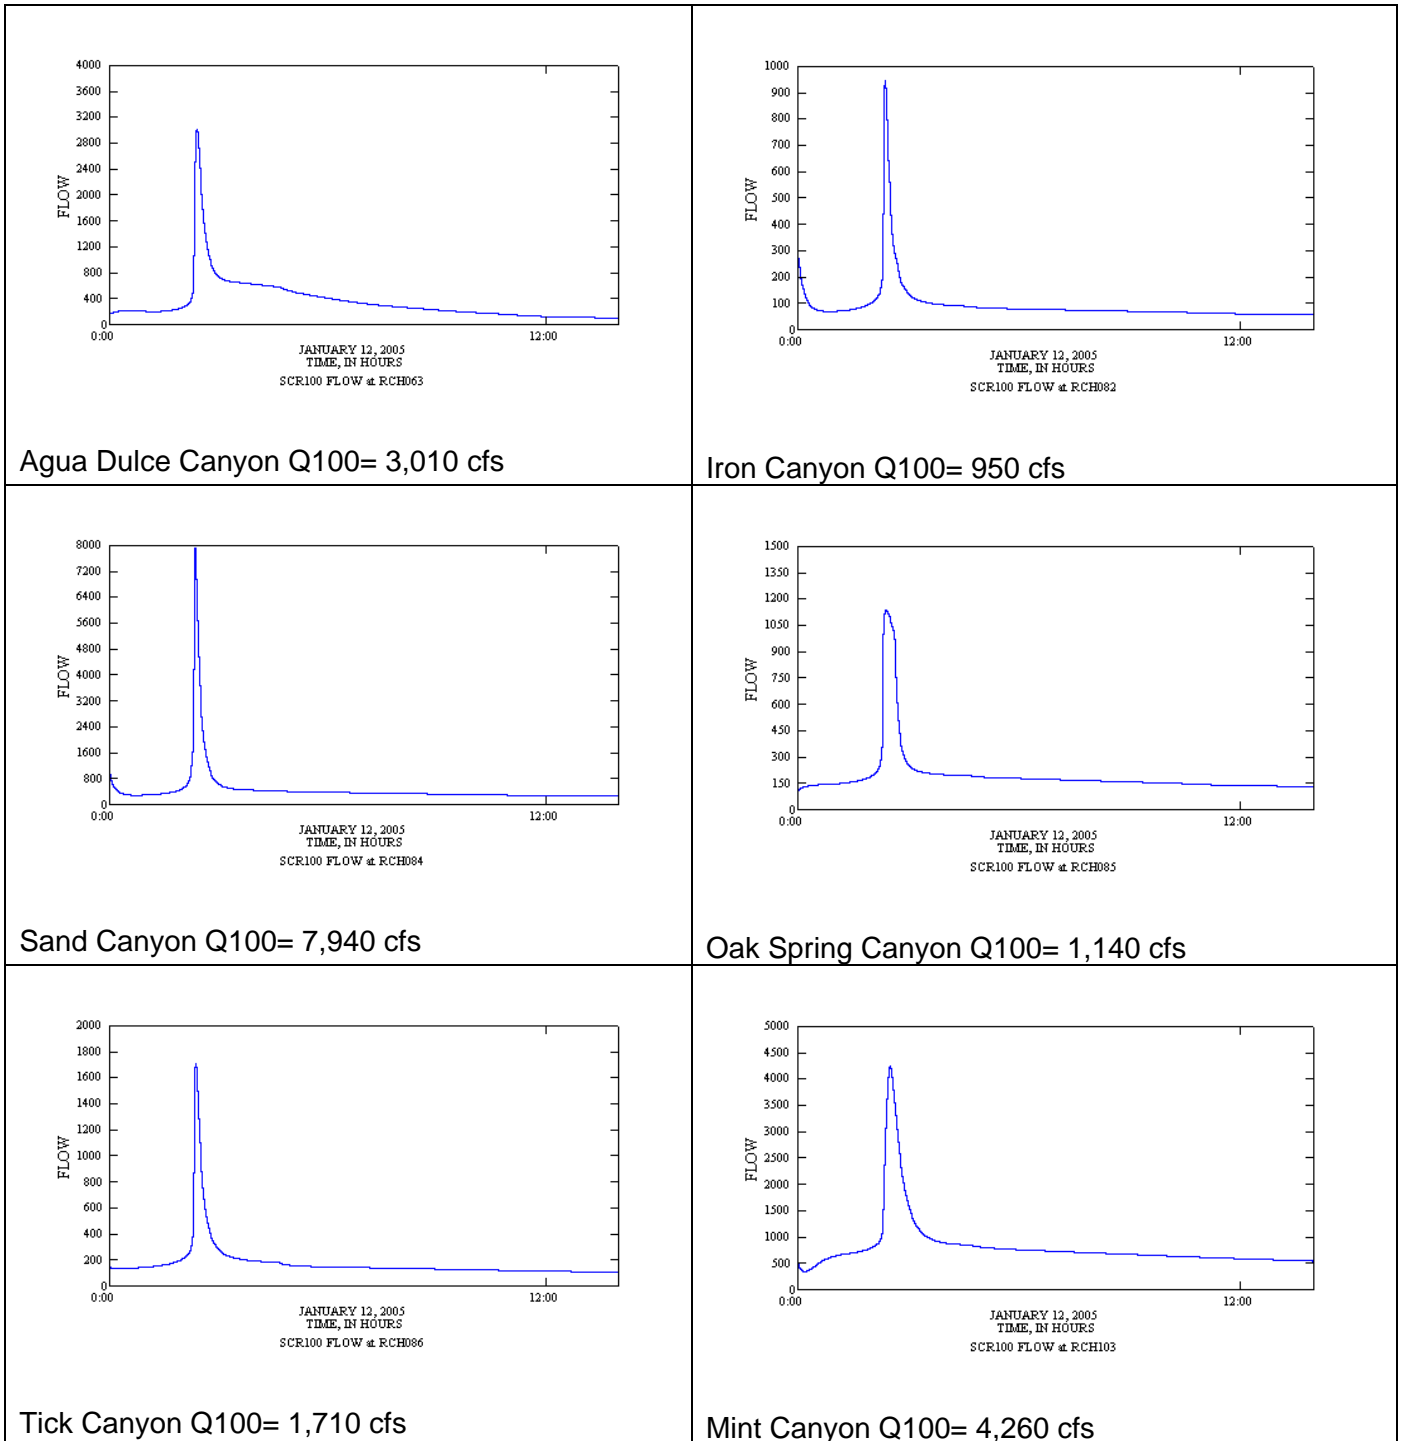 4000
3600
3200
2800
2400
2000
1600
1200
800
400
0
FLOW
0:00
12:00
JANUARY 12, 2005
TIME, IN HOURS
SCR100 FLOW at RCH063
Agua Dulce Canyon Q100= 3,010 cfs
1000
900
800
700
600
500
400
300
200
100
0
FLOW
0:00
12:00
JANUARY 12, 2005
TIME, IN HOURS
SCR100 FLOW at RCH082
Iron Canyon Q100= 950 cfs
8000
7200
6400
5600
4800
4000
3200
2400
1600
800
0
FLOW
0:00
12:00
JANUARY 12, 2005
TIME, IN HOURS
SCR100 FLOW at RCH084
Sand Canyon Q100= 7,940 cfs
1500
1350
1200
1050
900
750
600
450
300
150
0
FLOW
0:00
12:00
JANUARY 12, 2005
TIME, IN HOURS
SCR100 FLOW at RCH085
Oak Spring Canyon Q100= 1,140 cfs
2000
1800
1600
1400
1200
1000
800
600
400
200
0
FLOW
0:00
12:00
JANUARY 12, 2005
TIME, IN HOURS
SCR100 FLOW at RCH086
Tick Canyon Q100= 1,710 cfs
5000
4500
4000
3500
3000
2500
2000
1500
1000
500
0
FLOW
0:00
12:00
JANUARY 12, 2005
TIME, IN HOURS
SCR100 FLOW at RCH103
Mint Canyon Q100= 4,260 cfs